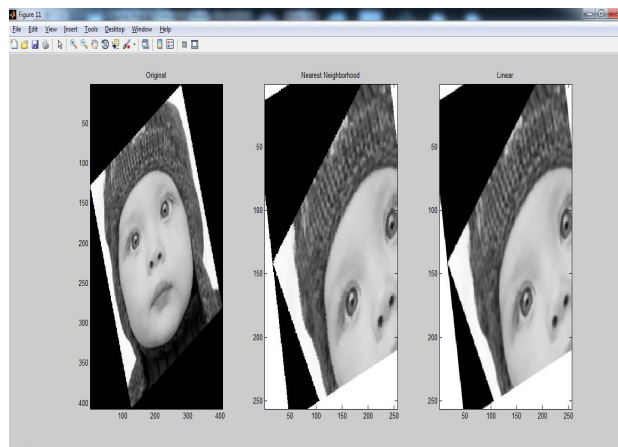 Figure 11
File Edit View Insert Tools Desktop Window Help
Original
Nearest Neighborhood
Linear
50
100
150
200
250
300
350
400
100 200 300 400
50
100
150
200
250
50 100 150 200 250
50
100
150
200
250
50 100 150 200 250